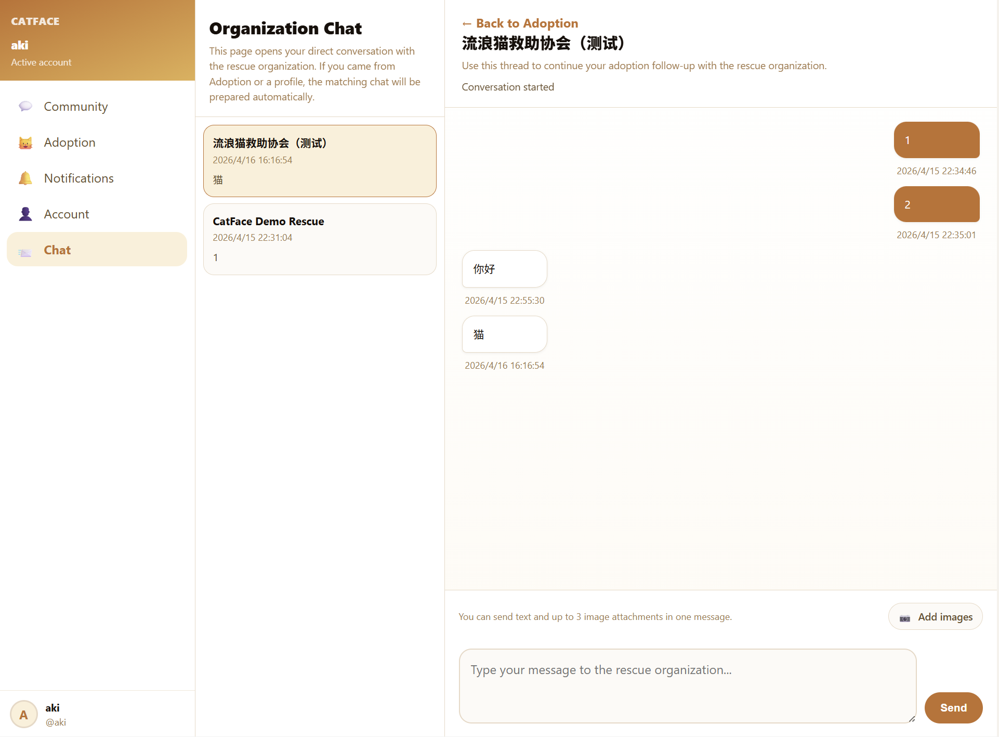 CATFACE
aki
Active account
Community
Adoption
Notifications
Account
Chat
A
aki
@aki
Organization Chat
This page opens your direct conversation with
the rescue organization. If you came from
Adoption or a profile, the matching chat will be
prepared automatically.
流浪猫救助协会（测试）
2026/4/16 16:16:54
猫
CatFace Demo Rescue
2026/4/15 22:31:04
1
← Back to Adoption
流浪猫救助协会（测试）
Use this thread to continue your adoption follow-up with the rescue organization.
Conversation started
1
2026/4/15 22:34:46
2
2026/4/15 22:35:01
你好
2026/4/15 22:55:30
猫
2026/4/16 16:16:54
You can send text and up to 3 image attachments in one message.
Add images
Type your message to the rescue organization...
Send